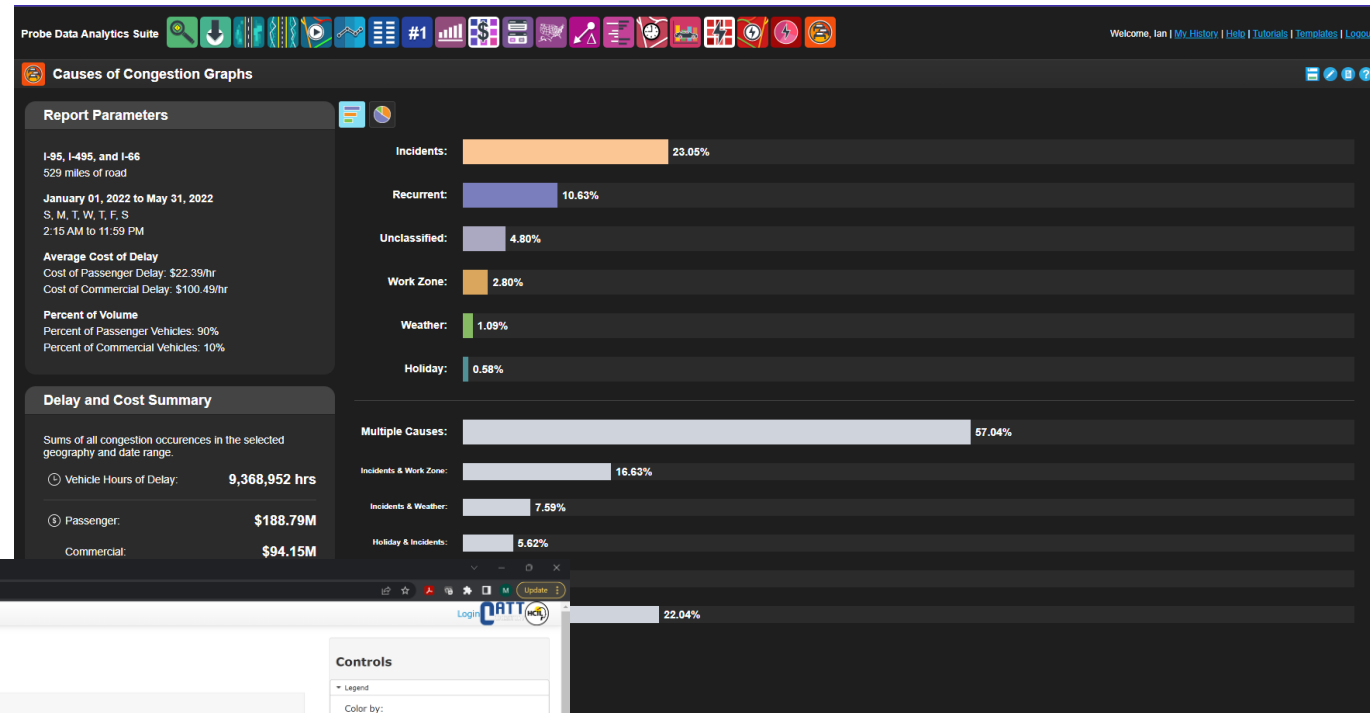 Probe Data Analytics Suite
#1
Welcome, Ian | My History | Help | Tutorials | Templates | Logou
Causes of Congestion Graphs
Report Parameters
I-95, I-495, and I-66
529 miles of road
January 01, 2022 to May 31, 2022
S, M, T, W, T, F, S
2:15 AM to 11:59 PM
Average Cost of Delay
Cost of Passenger Delay: $22.39/hr
Cost of Commercial Delay: $100.49/hr
Percent of Volume
Percent of Passenger Vehicles: 90%
Percent of Commercial Vehicles: 10%
Delay and Cost Summary
Sums of all congestion occurences in the selected
geography and date range.
Vehicle Hours of Delay: 9,368,952 hrs
Passenger: $188.79M
Commercial: $94.15M
Incidents: 23.05%
Recurrent: 10.63%
Unclassified: 4.80%
Work Zone: 2.80%
Weather: 1.09%
Holiday: 0.58%
Multiple Causes: 57.04%
Incidents & Work Zone: 16.63%
Incidents & Weather: 7.59%
Holiday & Incidents: 5.62%
22.04%
M Update
Login CATT HCIL
Controls
Legend
Color by: